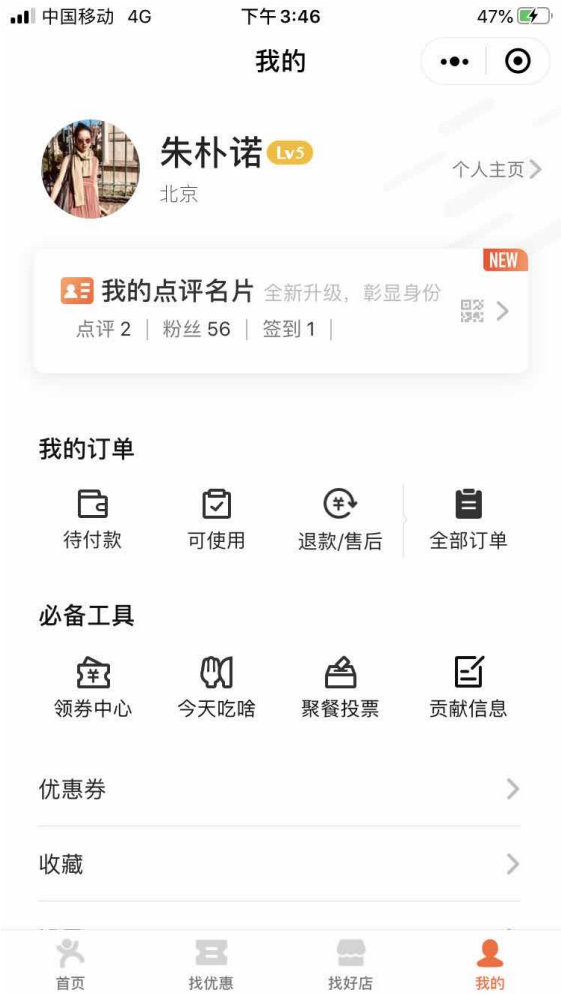 中国移动 4G 下午3:46 47%
我的
朱朴诺 Lv5
北京
个人主页
NEW
我的点评名片 全新升级，彰显身份
点评 2 | 粉丝 56 | 签到 1 |
我的订单
待付款 可使用 退款/售后 全部订单
必备工具
领券中心 今天吃啥 聚餐投票 贡献信息
优惠券
收藏
首页 找优惠 找好店 我的